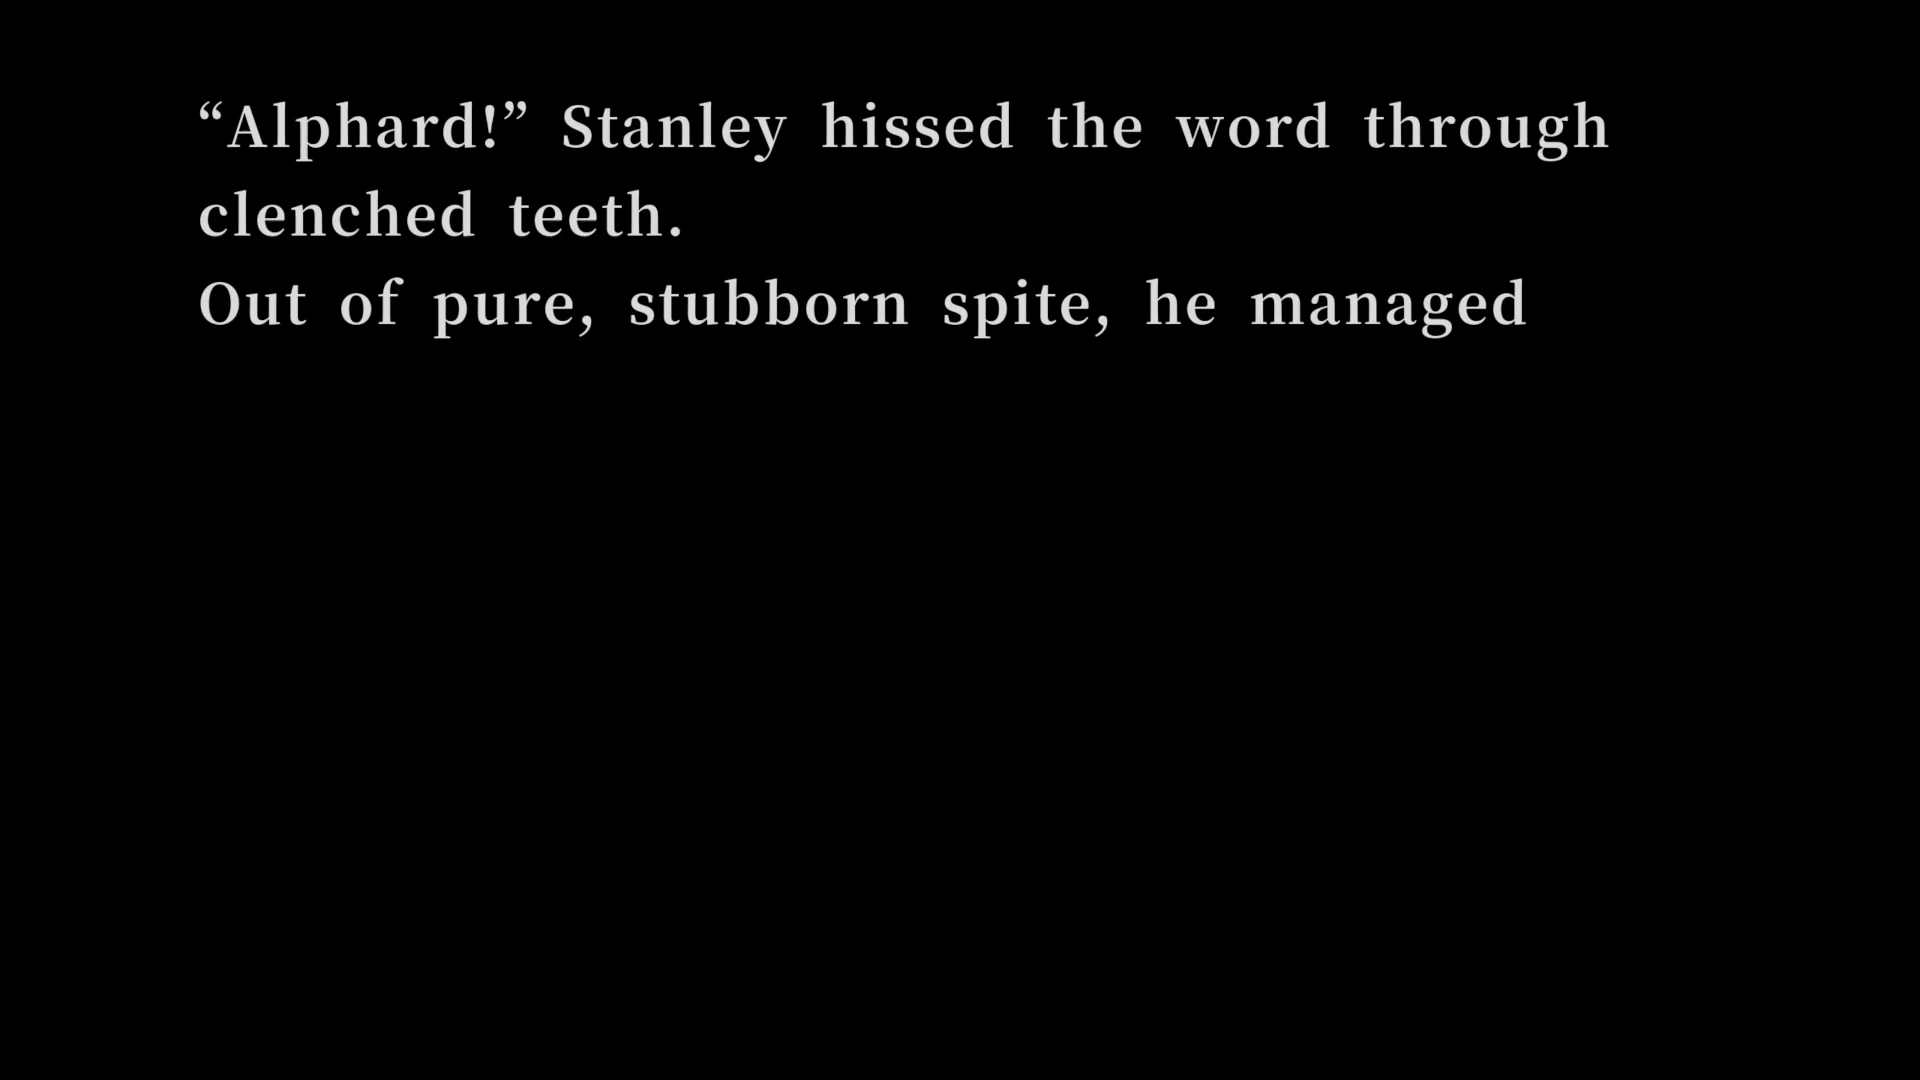 “Alphard!” Stanley hissed the word through
clenched teeth.
Out of pure, stubborn spite, he managed